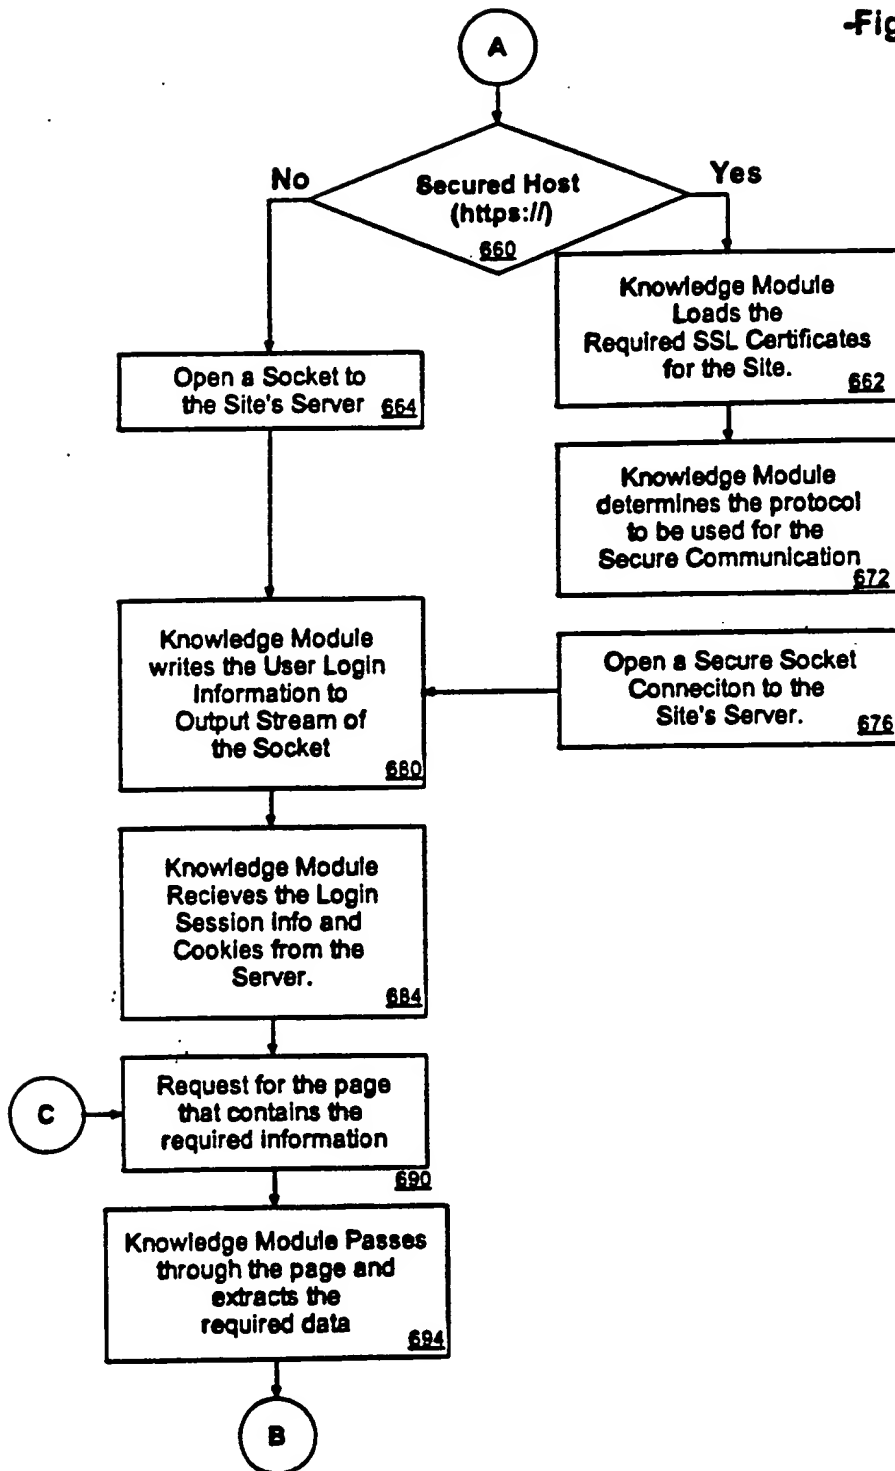 -Fig
A
No
Yes
Secured Host
(https://)
660
Knowledge Module
Loads the
Required SSL Certificates
for the Site.
662
Open a Socket to
the Site's Server 664
Knowledge Module
determines the protocol
to be used for the
Secure Communication
672
Knowledge Module
writes the User Login
Information to
Output Stream of
the Socket
680
Open a Secure Socket
Conneciton to the
Site's Server.
676
Knowledge Module
Recieves the Login
Session Info and
Cookies from the
Server.
684
C
Request for the page
that contains the
required information
690
Knowledge Module Passes
through the page and
extracts the
required data
694
B